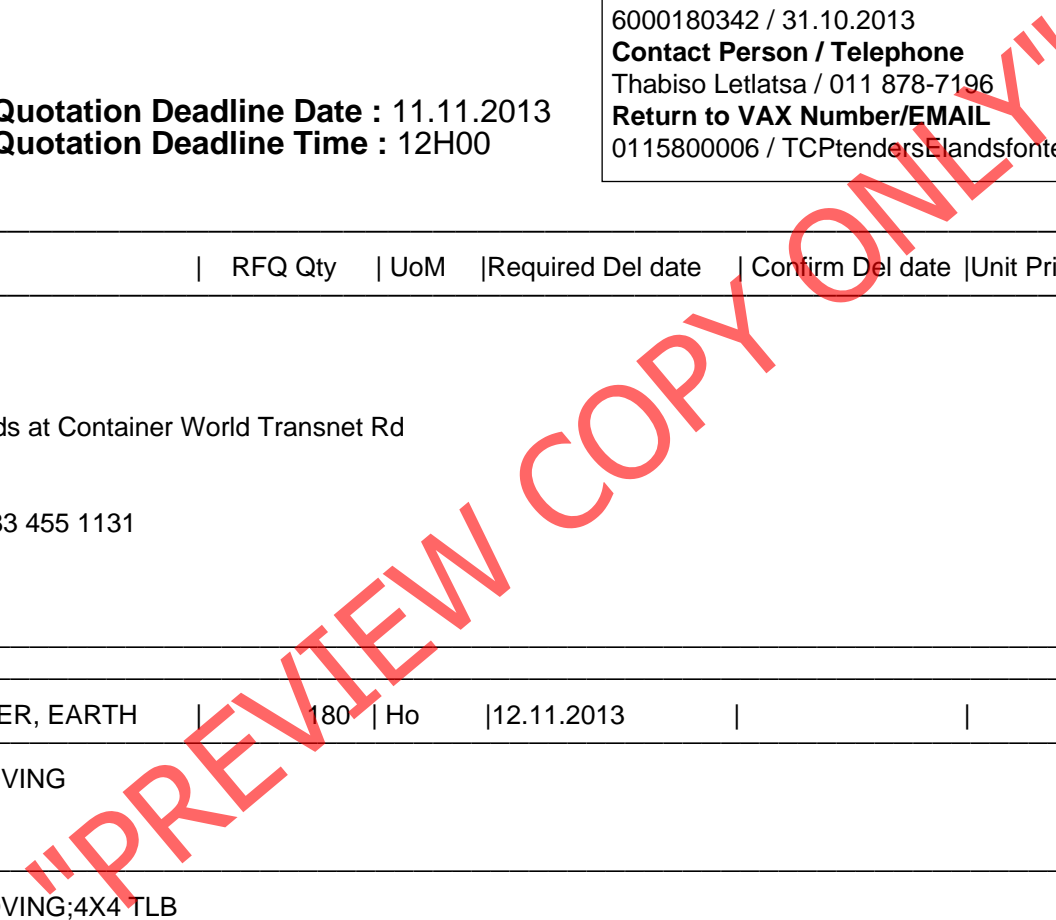 6000180342 / 31.10.2013
Contact Person / Telephone
Thabiso Letlatsa / 011 878-7196
Return to VAX Number/EMAIL
0115800006 / TCPtendersElandsfonte
Quotation Deadline Date : 11.11.2013
Quotation Deadline Time : 12H00
| RFQ Qty | UoM |Required Del date | Confirm Del date |Unit Pri
ds at Container World Transnet Rd
33 455 1131
ER, EARTH | 180 | Ho |12.11.2013 | |
VING
OVING;4X4 TLB
"PREVIEW COPY ONLY"